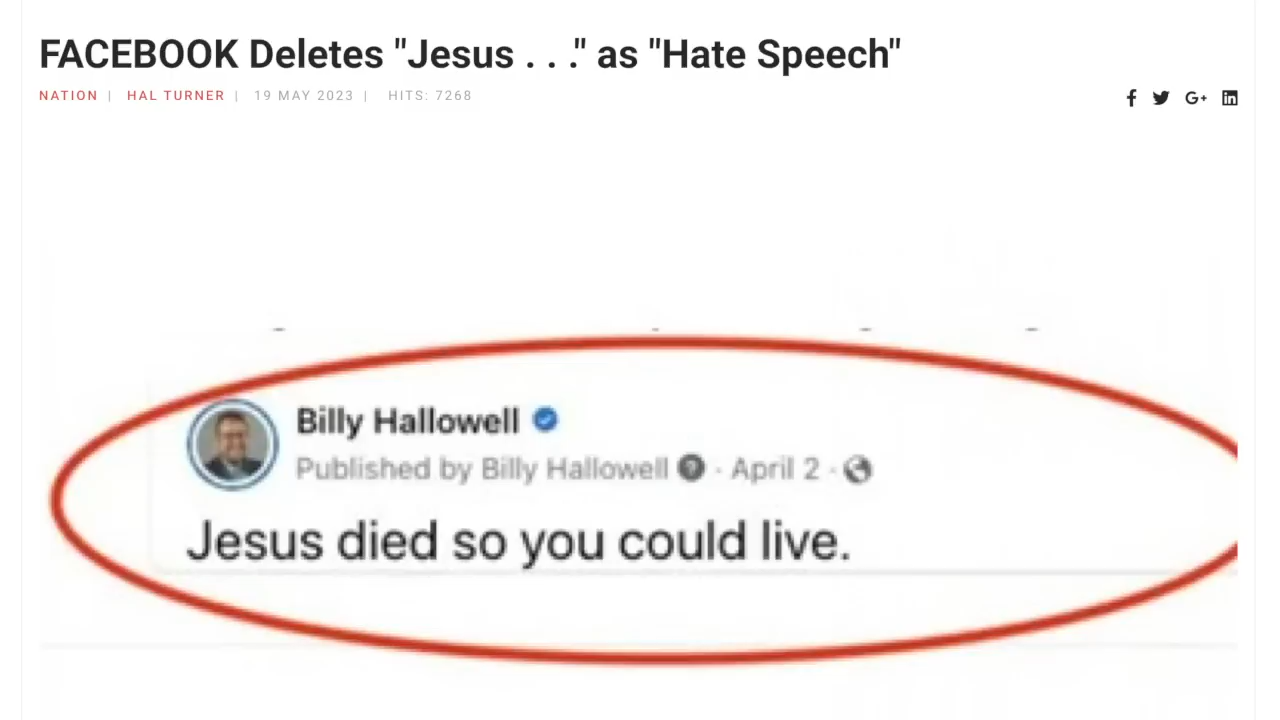 FACEBOOK Deletes "Jesus . . ." as "Hate Speech"
NATION | HAL TURNER | 19 MAY 2023 | HITS: 7268
Billy Hallowell
Published by Billy Hallowell · April 2 ·
Jesus died so you could live.